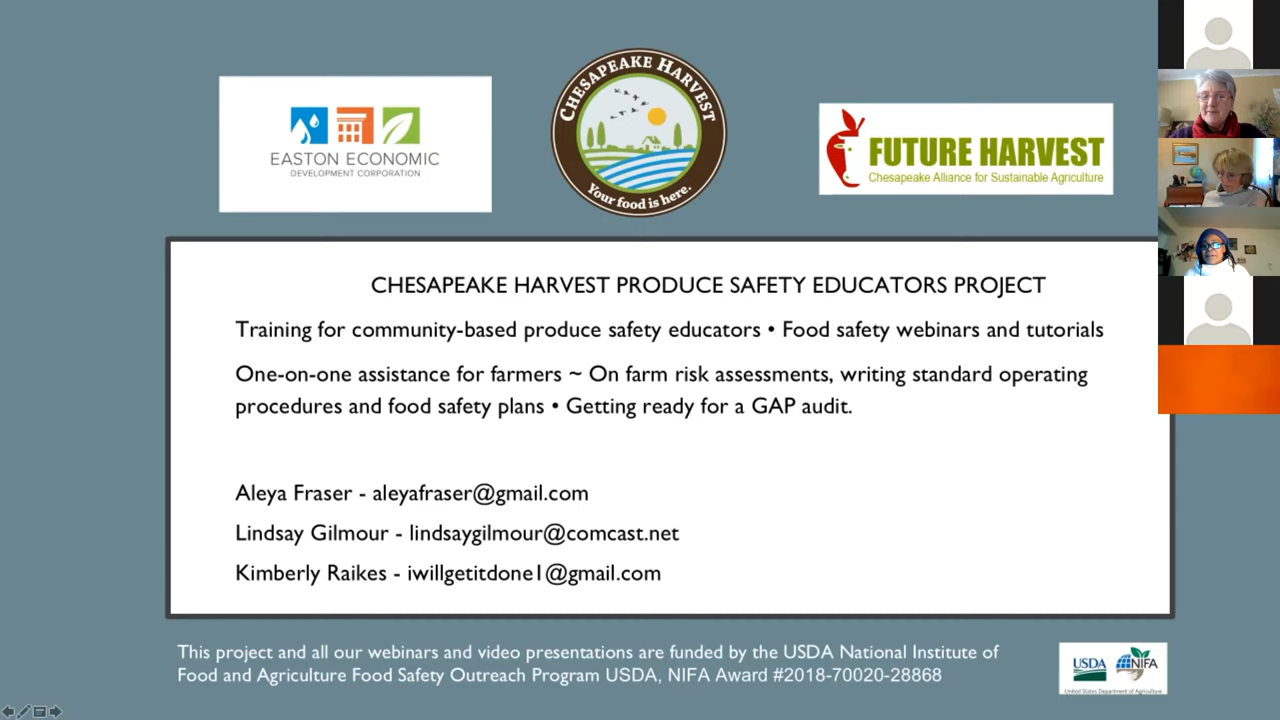 EASTON ECONOMIC
DEVELOPMENT CORPORATION
CHESAPEAKE HARVEST
Your food is here.
FUTURE HARVEST
Chesapeake Alliance for Sustainable Agriculture
CHESAPEAKE HARVEST PRODUCE SAFETY EDUCATORS PROJECT
Training for community-based produce safety educators • Food safety webinars and tutorials
One-on-one assistance for farmers ~ On farm risk assessments, writing standard operating
procedures and food safety plans • Getting ready for a GAP audit.
Aleya Fraser - aleyafraser@gmail.com
Lindsay Gilmour - lindsaygilmour@comcast.net
Kimberly Raikes - iwillgetitdone1@gmail.com
This project and all our webinars and video presentations are funded by the USDA National Institute of
Food and Agriculture Food Safety Outreach Program USDA, NIFA Award #2018-70020-28868
USDA NIFA
United States Department of Agriculture